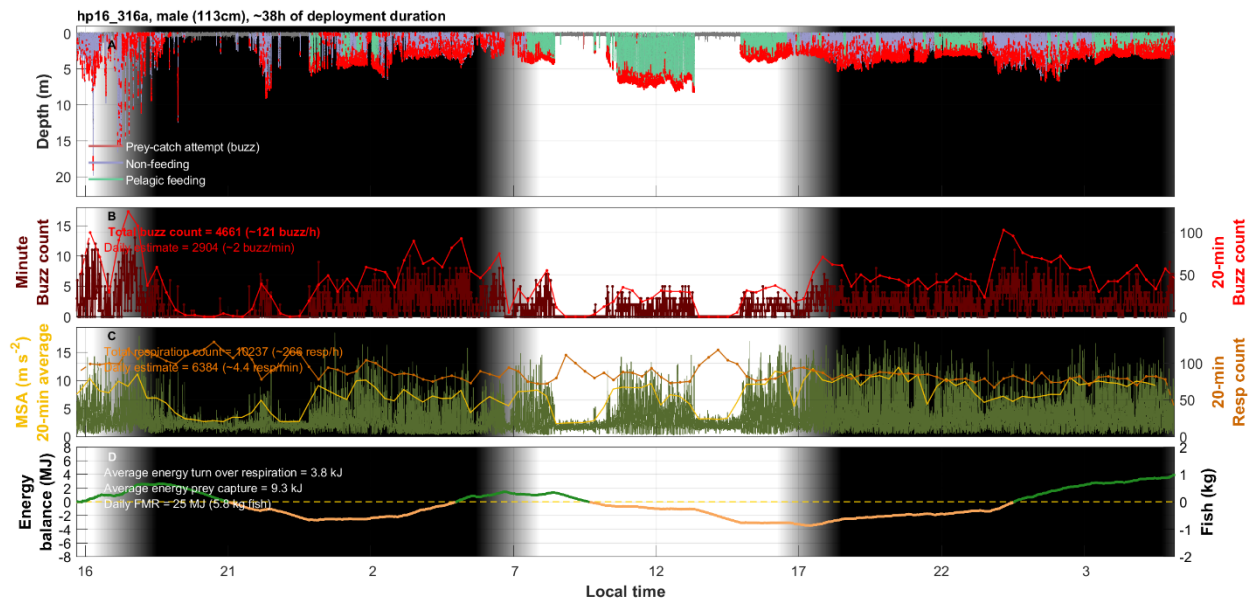 hp16_316a, male (113cm), ~38h of deployment duration
A
0
5
10
15
20
Depth (m)
Prey-catch attempt (buzz)
Non-feeding
Pelagic feeding
B
Total buzz count = 4661 (~121 buzz/h)
Daily estimate = 2904 (~2 buzz/min)
15
10
5
0
Minute
Buzz count
100
50
0
20-min
Buzz count
C
Total respiration count = 10237 (~266 resp/h)
Daily estimate = 6384 (~4.4 resp/min)
15
10
5
0
MSA (m s⁻²)
20-min average
100
50
0
20-min
Resp count
D
Average energy turn over respiration = 3.8 kJ
Average energy prey capture = 9.3 kJ
Daily FMR = 25 MJ (5.8 kg fish)
8
6
4
2
0
-2
-4
-6
-8
Energy
balance (MJ)
2
1
0
-1
-2
Fish (kg)
16 21 2 7 12 17 22 3
Local time